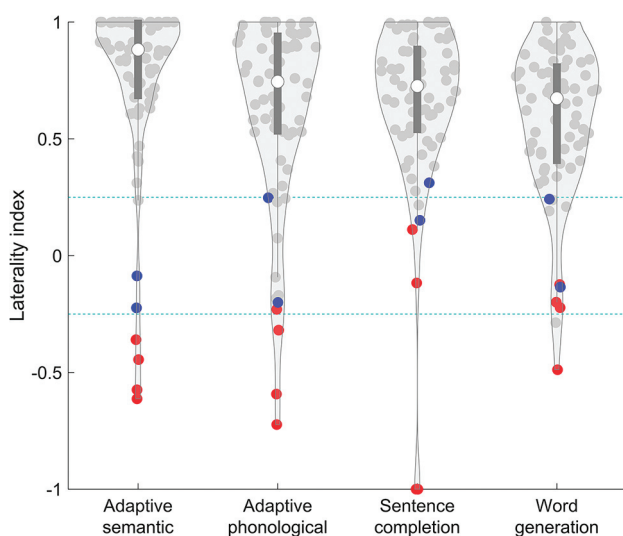 1
0.5
0
-0.5
-1
Laterality index
Adaptive
semantic
Adaptive
phonological
Sentence
completion
Word
generation